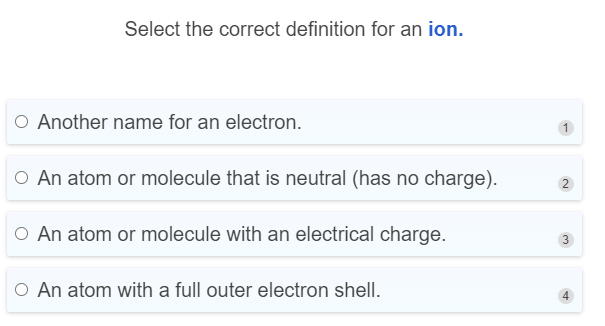 Select the correct definition for an ion.
Another name for an electron.
1
An atom or molecule that is neutral (has no charge).
2
An atom or molecule with an electrical charge.
3
An atom with a full outer electron shell.
4